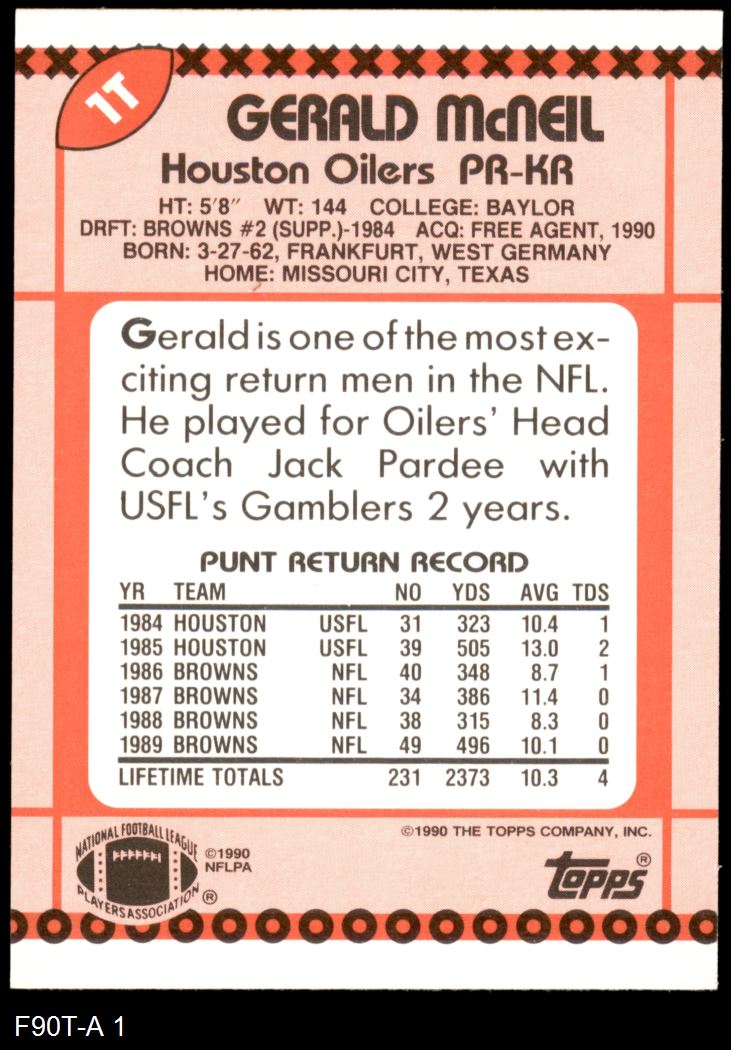 1T
GERALD McNEIL
Houston Oilers PR-KR
HT: 5'8" WT: 144 COLLEGE: BAYLOR
DRFT: BROWNS #2 (SUPP.)-1984 ACQ: FREE AGENT, 1990
BORN: 3-27-62, FRANKFURT, WEST GERMANY
HOME: MISSOURI CITY, TEXAS
Gerald is one of the most ex-
citing return men in the NFL.
He played for Oilers' Head
Coach Jack Pardee with
USFL's Gamblers 2 years.
PUNT RETURN RECORD
YR TEAM NO YDS AVG TDS
1984 HOUSTON USFL 31 323 10.4 1
1985 HOUSTON USFL 39 505 13.0 2
1986 BROWNS NFL 40 348 8.7 1
1987 BROWNS NFL 34 386 11.4 0
1988 BROWNS NFL 38 315 8.3 0
1989 BROWNS NFL 49 496 10.1 0
LIFETIME TOTALS 231 2373 10.3 4
©1990 THE TOPPS COMPANY, INC.
NATIONAL FOOTBALL LEAGUE
PLAYERS ASSOCIATION ®
©1990
NFLPA
Topps ®
F90T-A 1